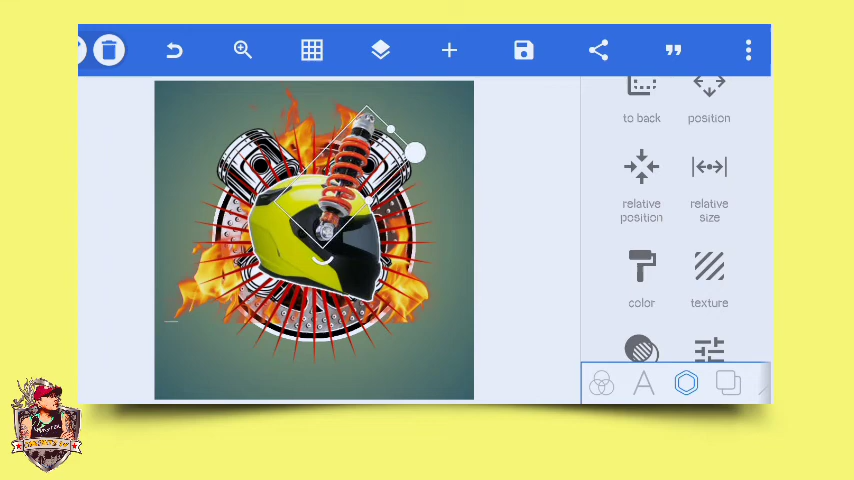 to back
position
relative
position
relative
size
color
texture